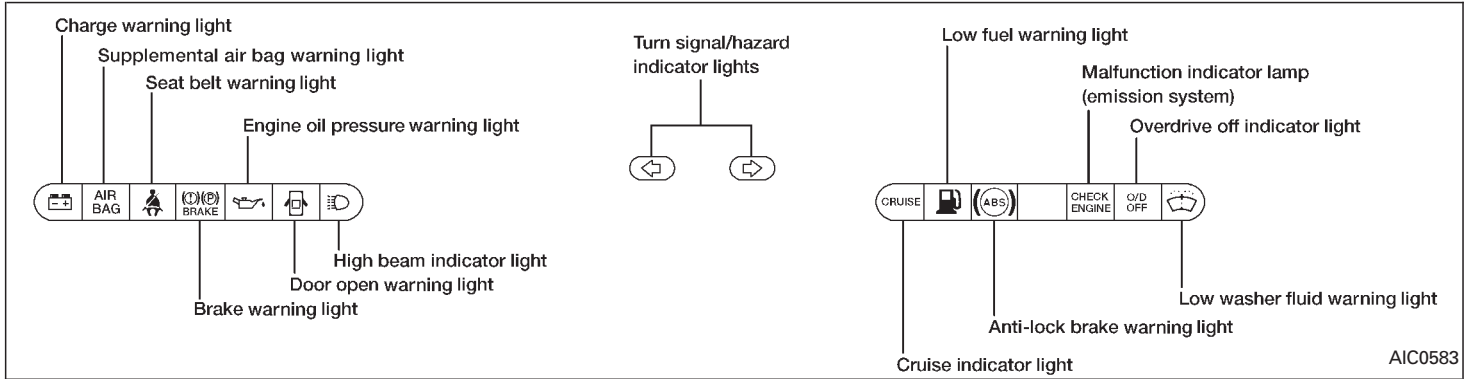 Charge warning light
Supplemental air bag warning light
Seat belt warning light
Engine oil pressure warning light
AIR
BAG
(!) (P)
BRAKE
High beam indicator light
Door open warning light
Brake warning light
Turn signal/hazard
indicator lights
Low fuel warning light
Malfunction indicator lamp
(emission system)
Overdrive off indicator light
CRUISE
(ABS)
CHECK
ENGINE
O/D
OFF
Low washer fluid warning light
Anti-lock brake warning light
Cruise indicator light
AIC0583